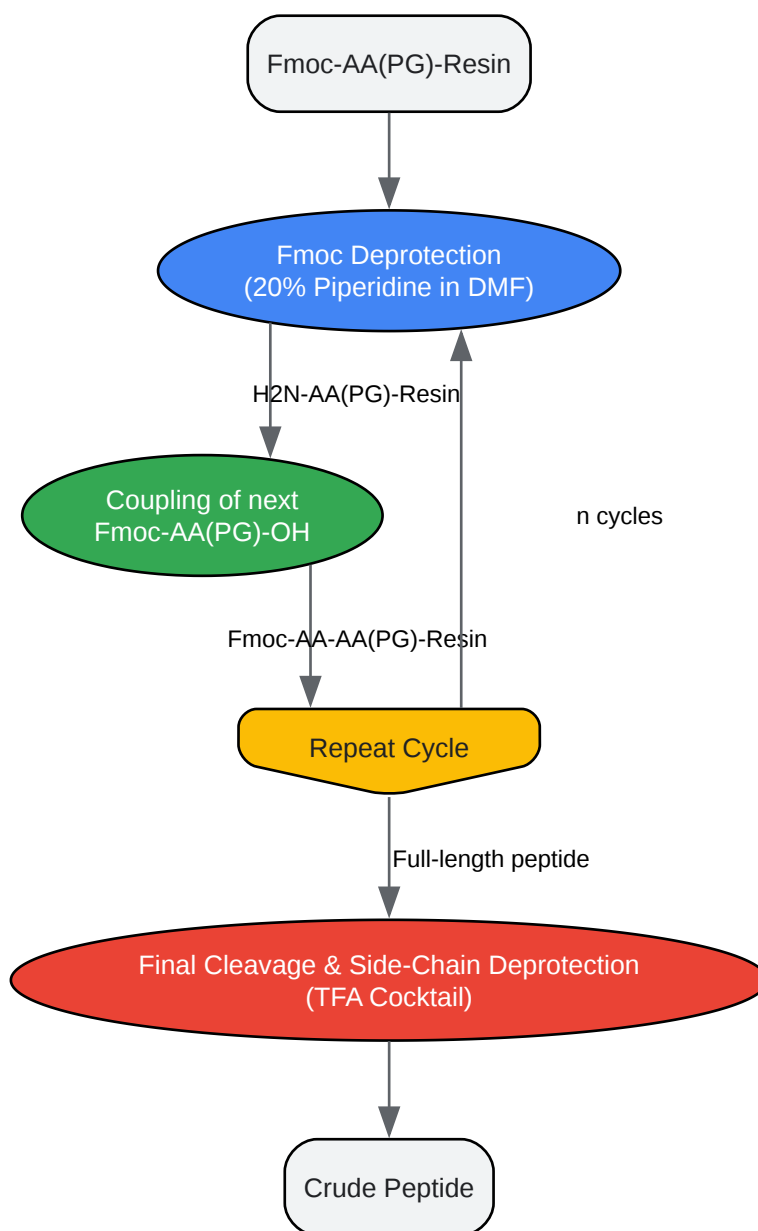 Fmoc-AA(PG)-Resin
Fmoc Deprotection
(20% Piperidine in DMF)
H2N-AA(PG)-Resin
Coupling of next
Fmoc-AA(PG)-OH
n cycles
Fmoc-AA-AA(PG)-Resin
Repeat Cycle
Full-length peptide
Final Cleavage & Side-Chain Deprotection
(TFA Cocktail)
Crude Peptide